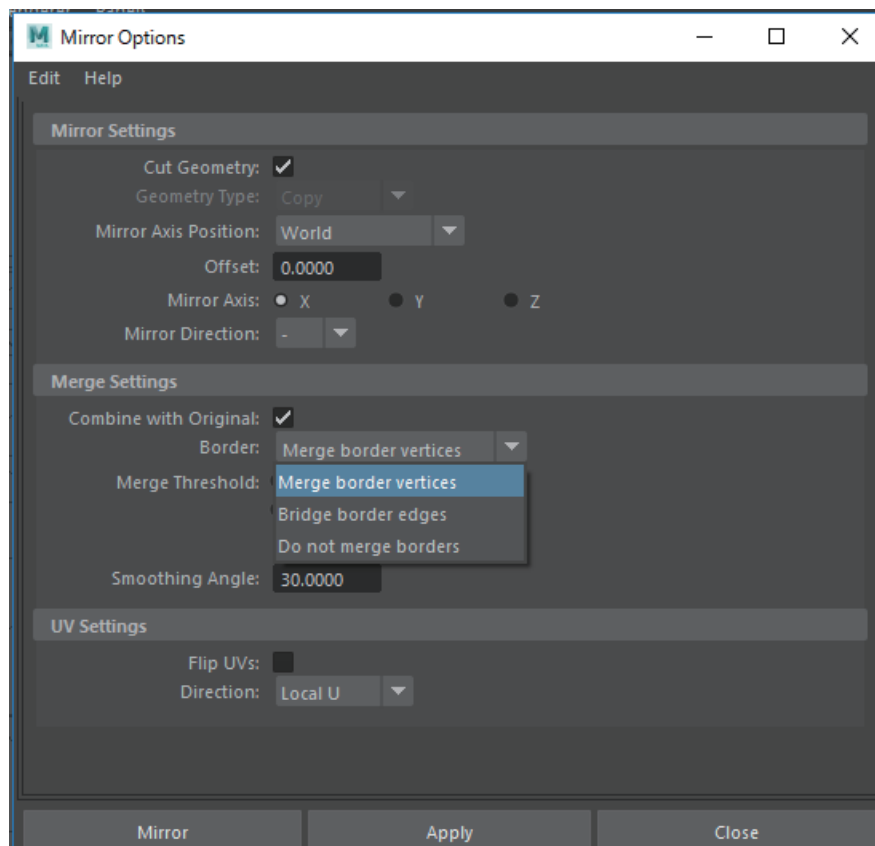 Mirror Options
Edit Help
Mirror Settings
Cut Geometry:
Geometry Type: Copy
Mirror Axis Position: World
Offset: 0.0000
Mirror Axis: X Y Z
Mirror Direction: -
Merge Settings
Combine with Original:
Border: Merge border vertices
Merge Threshold: Merge border vertices
Bridge border edges
Do not merge borders
Smoothing Angle: 30.0000
UV Settings
Flip UVs:
Direction: Local U
Mirror Apply Close